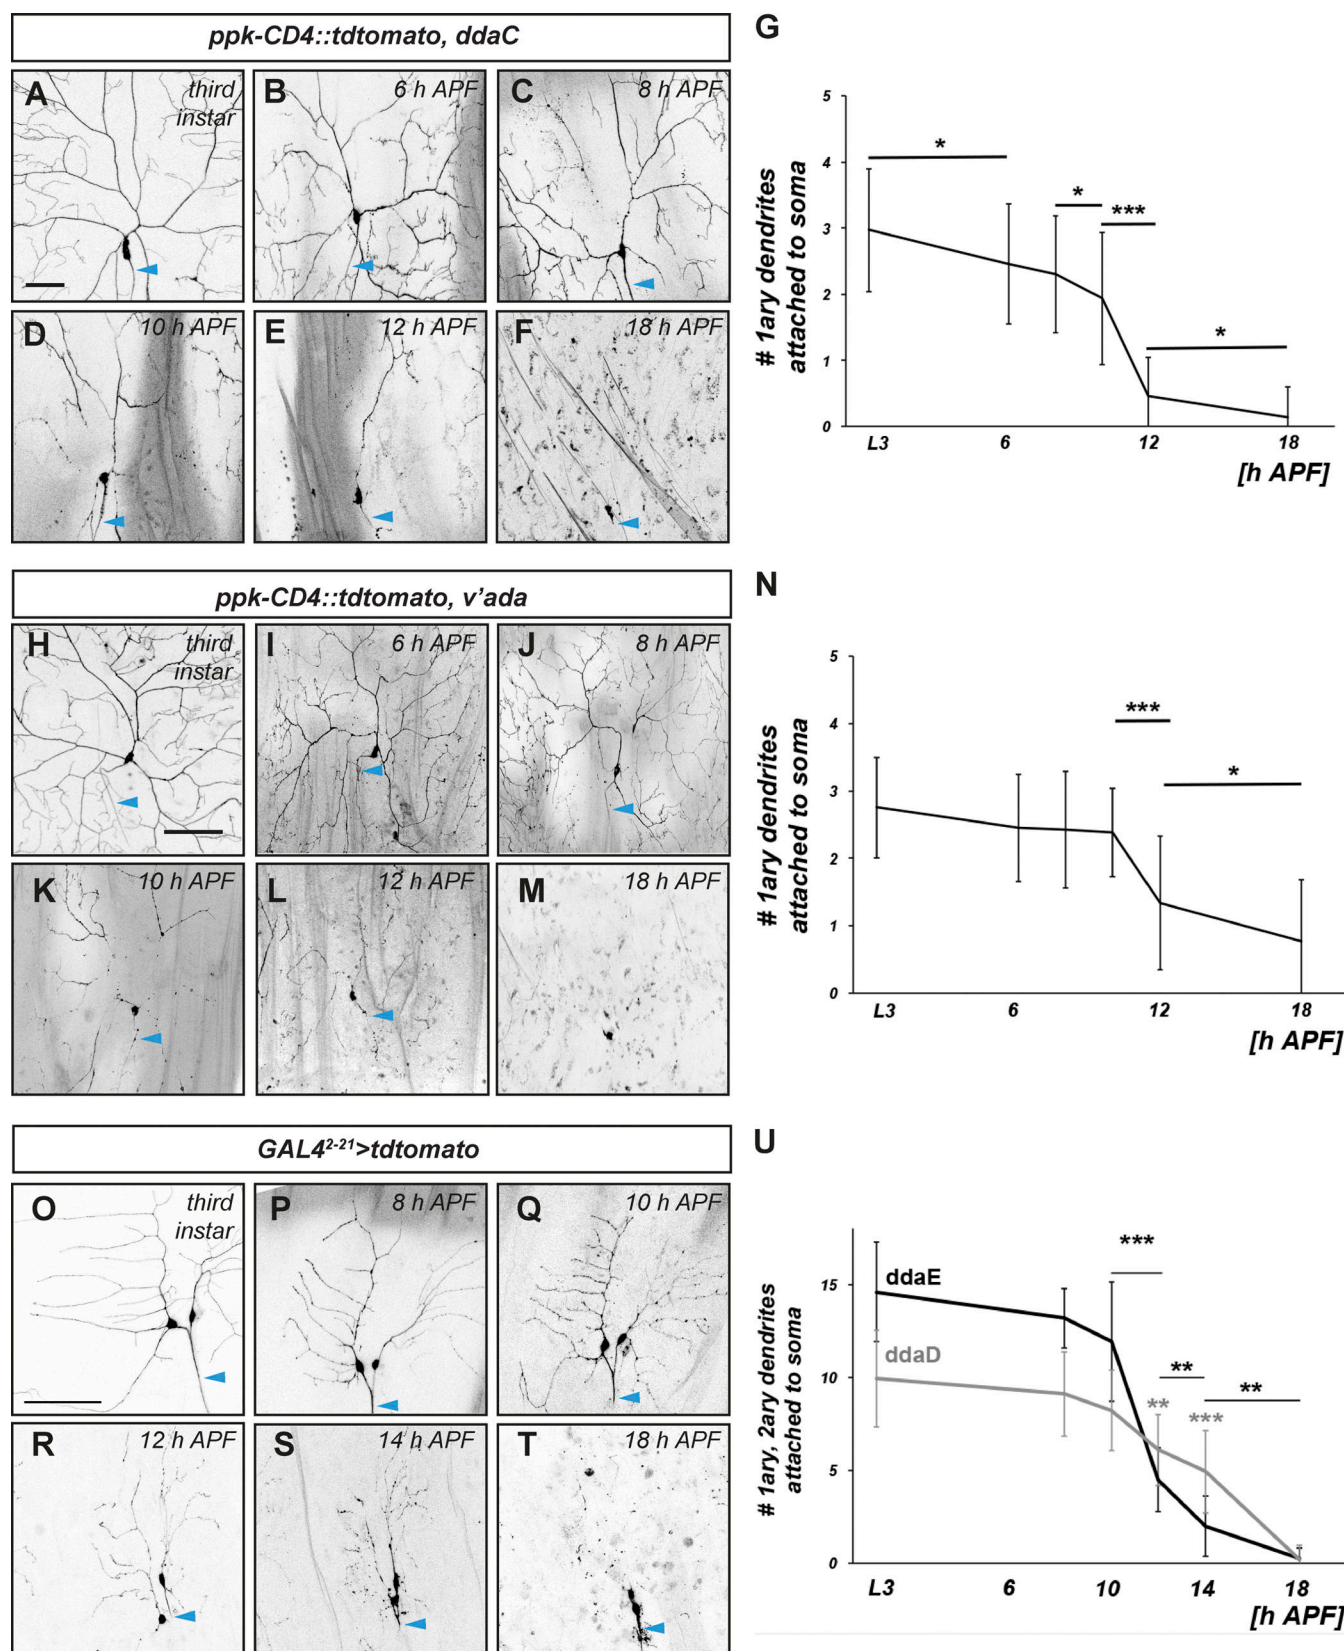 ppk-CD4::tdtomato, ddaC
A third instar
B 6 h APF
C 8 h APF
D 10 h APF
E 12 h APF
F 18 h APF
G
# 1ary dendrites
attached to soma
5
4
3
2
1
0
*
*
***
*
L3 6 12 18
[h APF]
ppk-CD4::tdtomato, v'ada
H third instar
I 6 h APF
J 8 h APF
K 10 h APF
L 12 h APF
M 18 h APF
N
# 1ary dendrites
attached to soma
5
4
3
2
1
0
***
*
L3 6 12 18
[h APF]
GAL4²⁻²¹>tdtomato
O third instar
P 8 h APF
Q 10 h APF
R 12 h APF
S 14 h APF
T 18 h APF
U
# 1ary, 2ary dendrites
attached to soma
15
10
5
0
ddaE
ddaD
***
**
**
**
***
L3 6 10 14 18
[h APF]